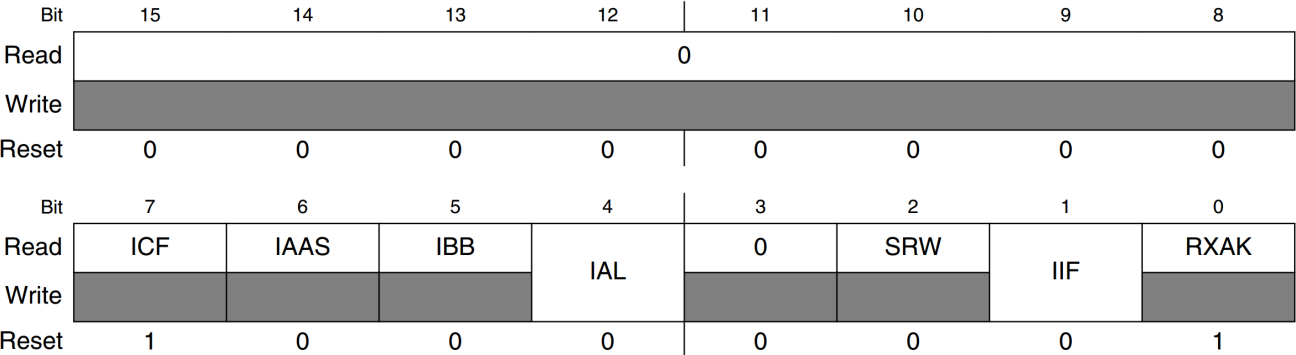 Bit 15 14 13 12 11 10 9 8
Read 0
Write
Reset 0 0 0 0 0 0 0 0
Bit 7 6 5 4 3 2 1 0
Read ICF IAAS IBB IAL 0 SRW IIF RXAK
Write
Reset 1 0 0 0 0 0 0 1